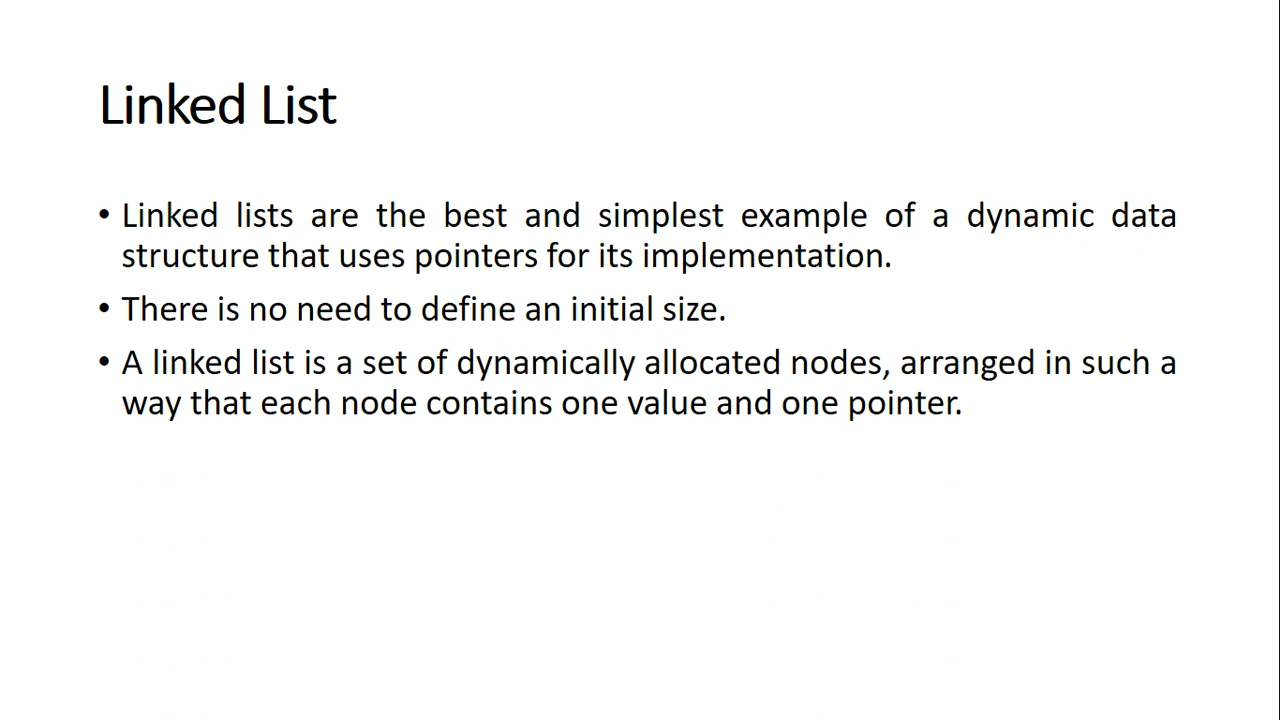 Linked List
• Linked lists are the best and simplest example of a dynamic data
structure that uses pointers for its implementation.
• There is no need to define an initial size.
• A linked list is a set of dynamically allocated nodes, arranged in such a
way that each node contains one value and one pointer.